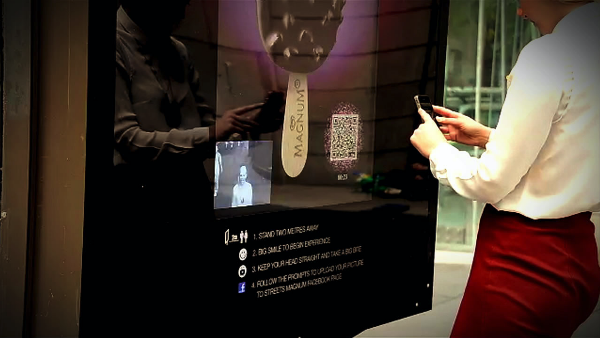 MAGNUM
1. STAND TWO METRES AWAY
2. BIG SMILE TO BEGIN EXPERIENCE
3. KEEP YOUR HEAD STRAIGHT AND TAKE A BIG BITE
4. FOLLOW THE PROMPTS TO UPLOAD YOUR PICTURE
TO STREETS MAGNUM FACEBOOK PAGE